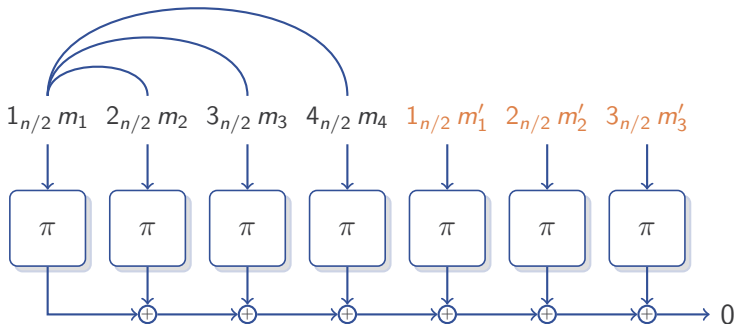 1_{n/2} m_1 2_{n/2} m_2 3_{n/2} m_3 4_{n/2} m_4 1_{n/2} m'_1 2_{n/2} m'_2 3_{n/2} m'_3
π π π π π π π
+ + + + + + 0